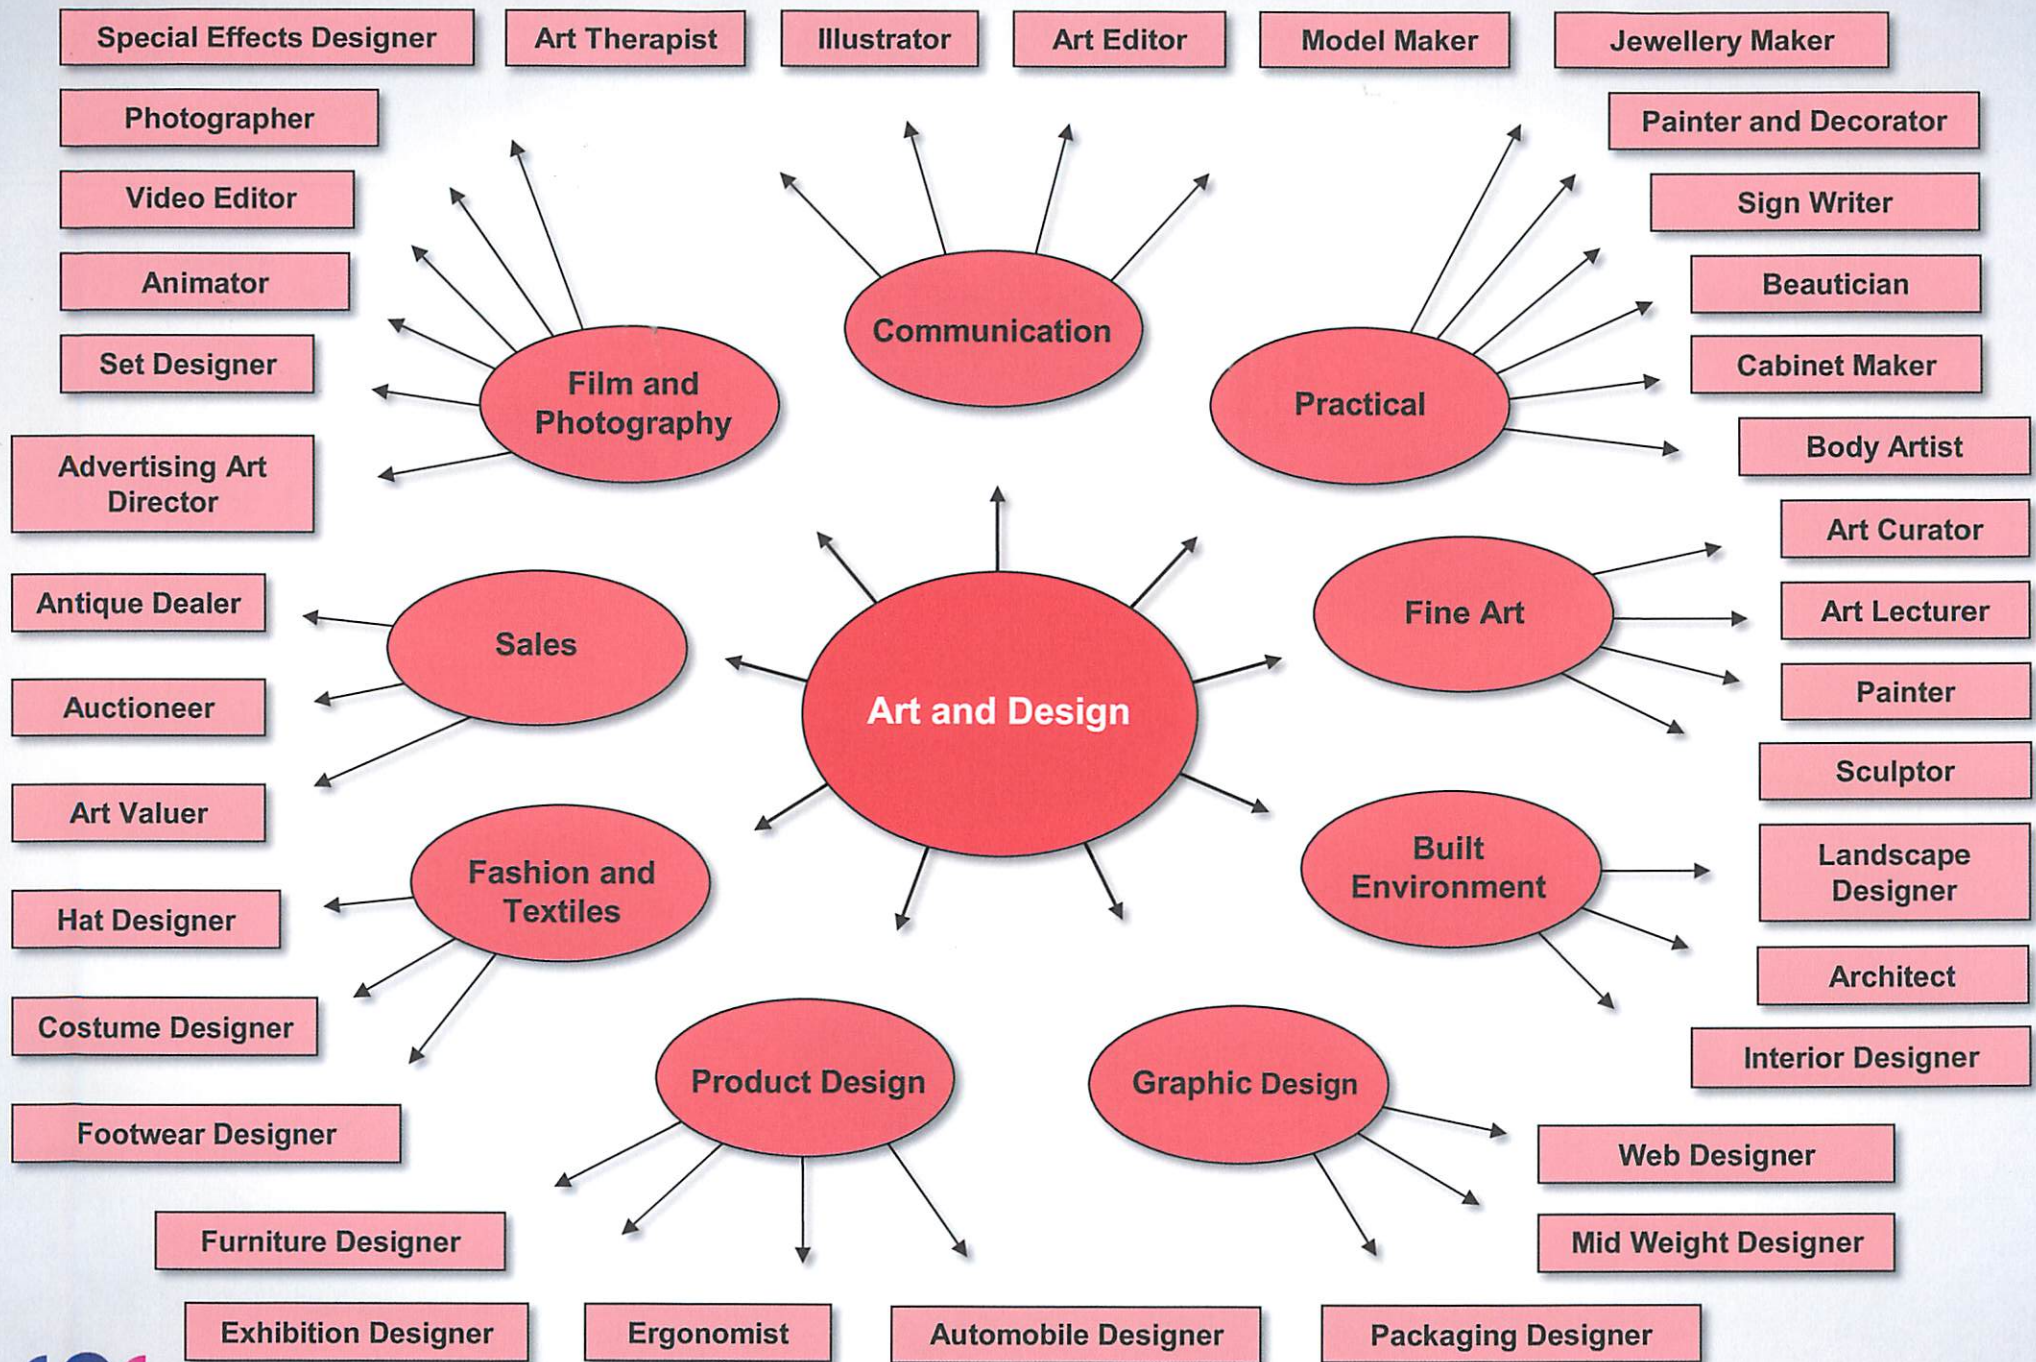 Special Effects Designer
Art Therapist
Illustrator
Art Editor
Model Maker
Jewellery Maker
Photographer
Painter and Decorator
Video Editor
Sign Writer
Animator
Beautician
Set Designer
Cabinet Maker
Advertising Art
Director
Body Artist
Communication
Film and
Photography
Practical
Art Curator
Antique Dealer
Sales
Fine Art
Art Lecturer
Auctioneer
Art and Design
Painter
Art Valuer
Sculptor
Fashion and
Textiles
Built
Environment
Landscape
Designer
Hat Designer
Architect
Costume Designer
Product Design
Graphic Design
Interior Designer
Footwear Designer
Web Designer
Furniture Designer
Mid Weight Designer
Exhibition Designer
Ergonomist
Automobile Designer
Packaging Designer